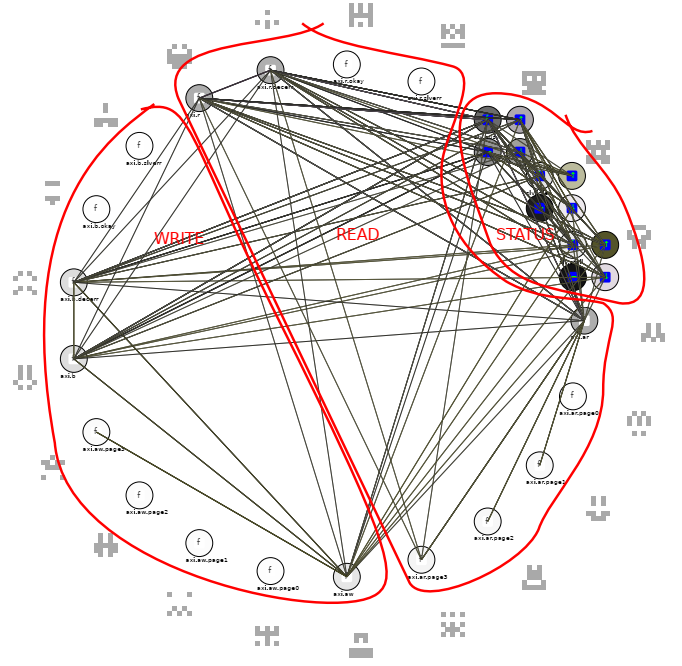 f
f
f
f
axi.r.okay
axi.r.decerr
axi.r.slverr
axi.r
f
axi.b.slverr
f
axi.b.okay
WRITE
READ
STATUS
axi.b.decerr
axi.ar
axi.b
f
axi.ar.page0
f
axi.aw.page3
f
axi.ar.page1
f
axi.aw.page2
f
axi.ar.page2
f
axi.aw.page1
f
axi.ar.page3
f
axi.aw.page0
f
axi.aw